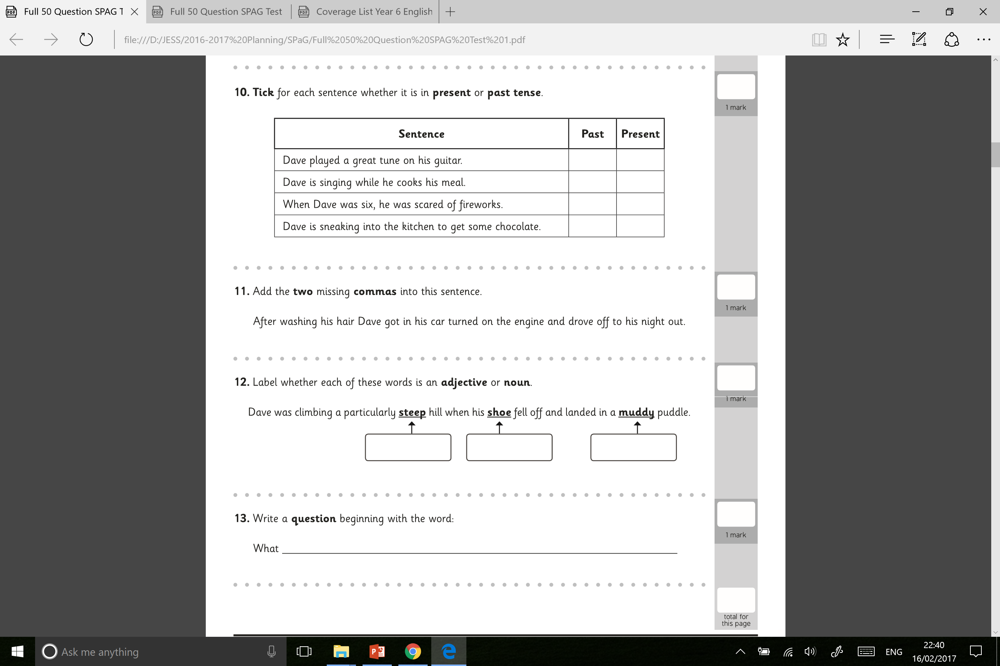 Full 50 Question SPAG T
Full 50 Question SPAG Test
Coverage List Year 6 English
file:///D:/JESS/2016-2017%20Planning/SPaG/Full%2050%20Question%20SPAG%20Test%201.pdf
10. Tick for each sentence whether it is in present or past tense.
1 mark
Sentence Past Present
Dave played a great tune on his guitar.
Dave is singing while he cooks his meal.
When Dave was six, he was scared of fireworks.
Dave is sneaking into the kitchen to get some chocolate.
11. Add the two missing commas into this sentence.
1 mark
After washing his hair Dave got in his car turned on the engine and drove off to his night out.
12. Label whether each of these words is an adjective or noun.
1 mark
Dave was climbing a particularly steep hill when his shoe fell off and landed in a muddy puddle.
13. Write a question beginning with the word:
1 mark
What
total for
this page
Ask me anything
ENG
22:40
16/02/2017